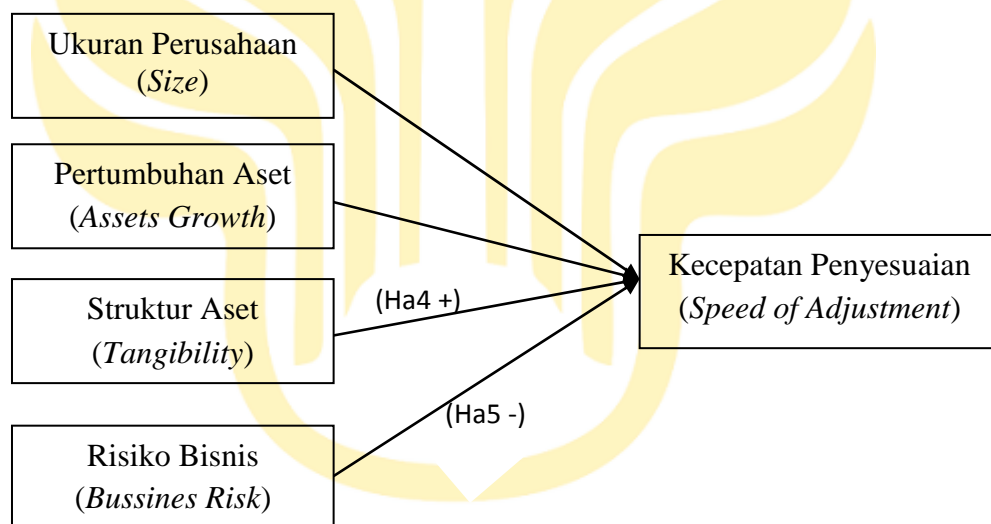 Ukuran Perusahaan
(Size)
Pertumbuhan Aset
(Assets Growth)
Struktur Aset
(Tangibility)
Risiko Bisnis
(Bussines Risk)
(Ha4 +)
(Ha5 -)
Kecepatan Penyesuaian
(Speed of Adjustment)